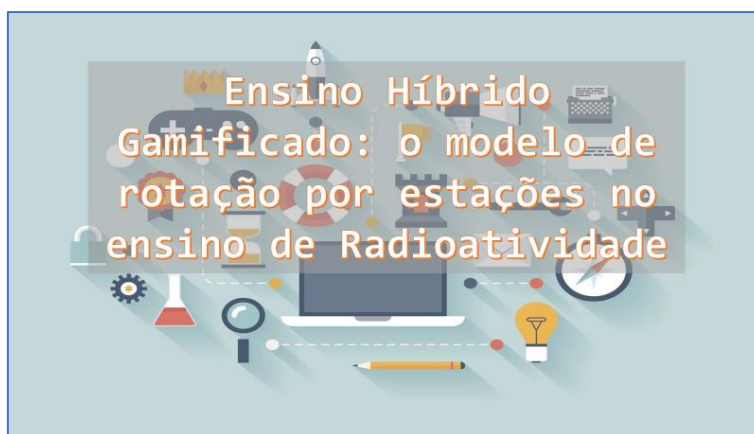 Ensino Híbrido
Gamificado: o modelo de
rotação por estações no
ensino de Radioatividade